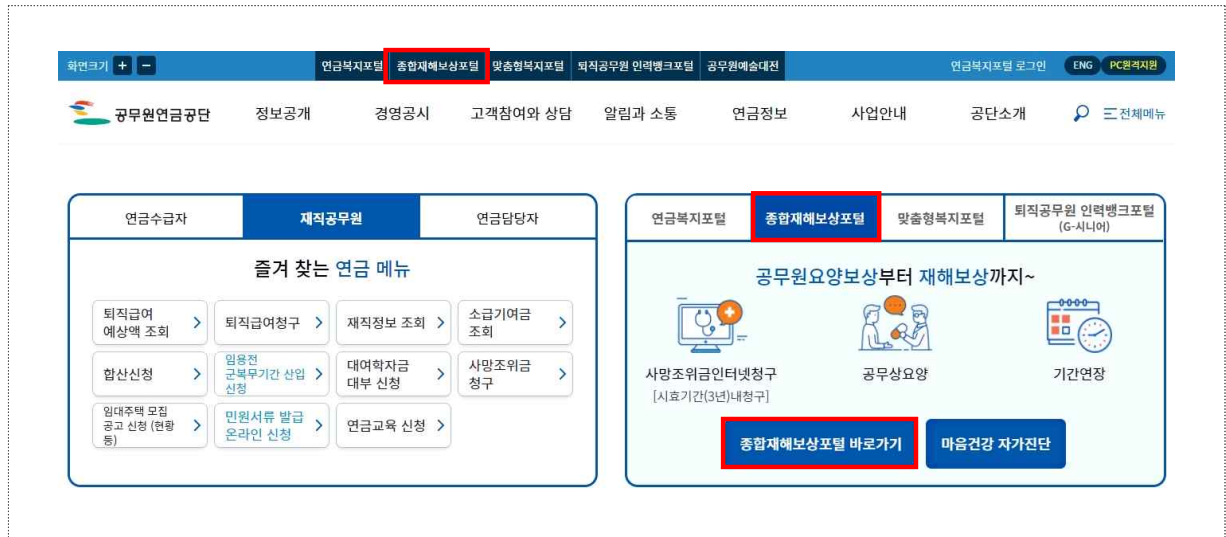 화면크기 + −
연금복지포털 종합재해보상포털 맞춤형복지포털 퇴직공무원 인력뱅크포털 공무원예술대전
연금복지포털 로그인 ENG PC원격지원
공무원연금공단 정보공개 경영공시 고객참여와 상담 알림과 소통 연금정보 사업안내 공단소개 전체메뉴
연금수급자 재직공무원 연금담당자
즐겨 찾는 연금 메뉴
퇴직급여
예상액 조회
퇴직급여청구
재직정보 조회
소급기여금
조회
합산신청
임용전
군복무기간 산입
신청
대여학자금
대부 신청
사망조위금
청구
임대주택 모집
공고 신청 (현황
등)
민원서류 발급
온라인 신청
연금교육 신청
연금복지포털 종합재해보상포털 맞춤형복지포털 퇴직공무원 인력뱅크포털
(G-시니어)
공무원요양보상부터 재해보상까지~
사망조위금인터넷청구
[시효기간(3년)내청구]
공무상요양
기간연장
종합재해보상포털 바로가기
마음건강 자가진단